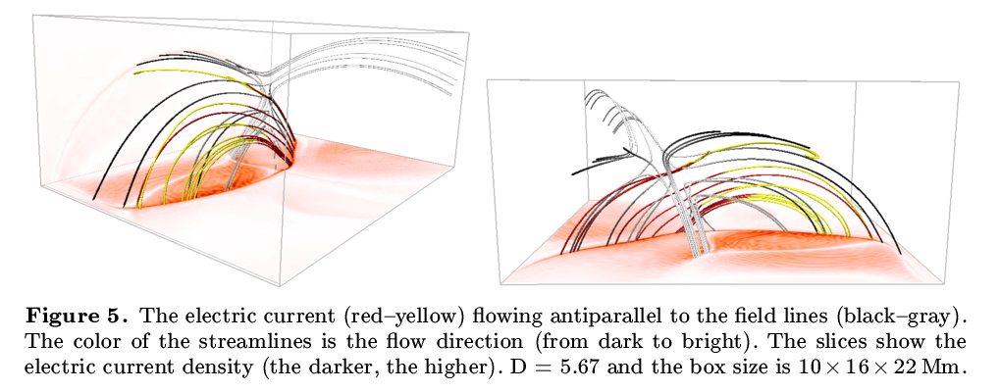 Figure 5. The electric current (red–yellow) flowing antiparallel to the field lines (black–gray).
The color of the streamlines is the flow direction (from dark to bright). The slices show the
electric current density (the darker, the higher). D = 5.67 and the box size is 10 × 16 × 22 Mm.